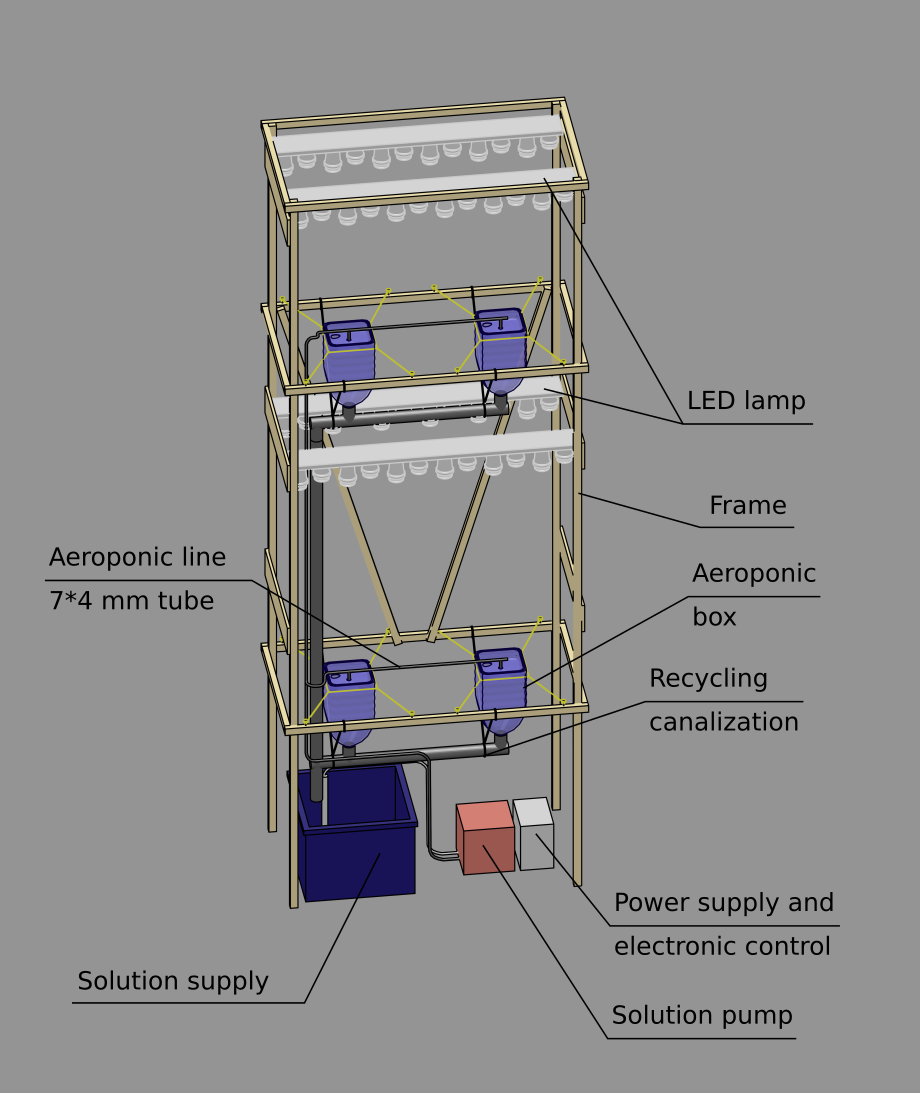 LED lamp
Frame
Aeroponic line
7*4 mm tube
Aeroponic
box
Recycling
canalization
Power supply and
electronic control
Solution supply
Solution pump